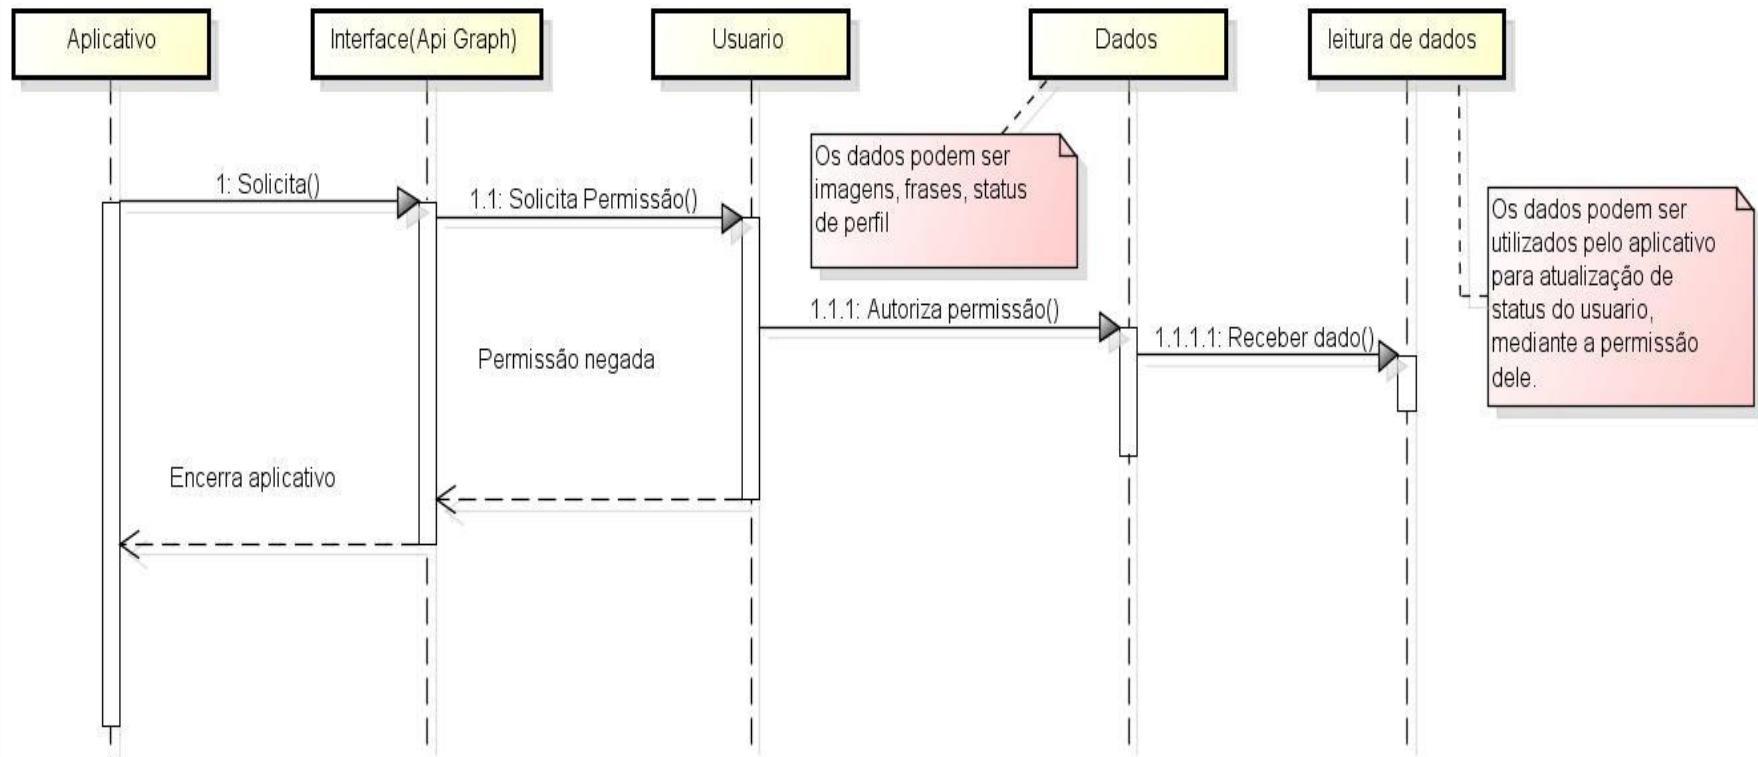 Aplicativo
Interface(Api Graph)
Usuario
Dados
leitura de dados
1: Solicita()
1.1: Solicita Permissão()
Os dados podem ser
imagens, frases, status
de perfil
Os dados podem ser
utilizados pelo aplicativo
para atualização de
status do usuario,
mediante a permissão
dele.
1.1.1: Autoriza permissão()
1.1.1.1: Receber dado()
Permissão negada
Encerra aplicativo